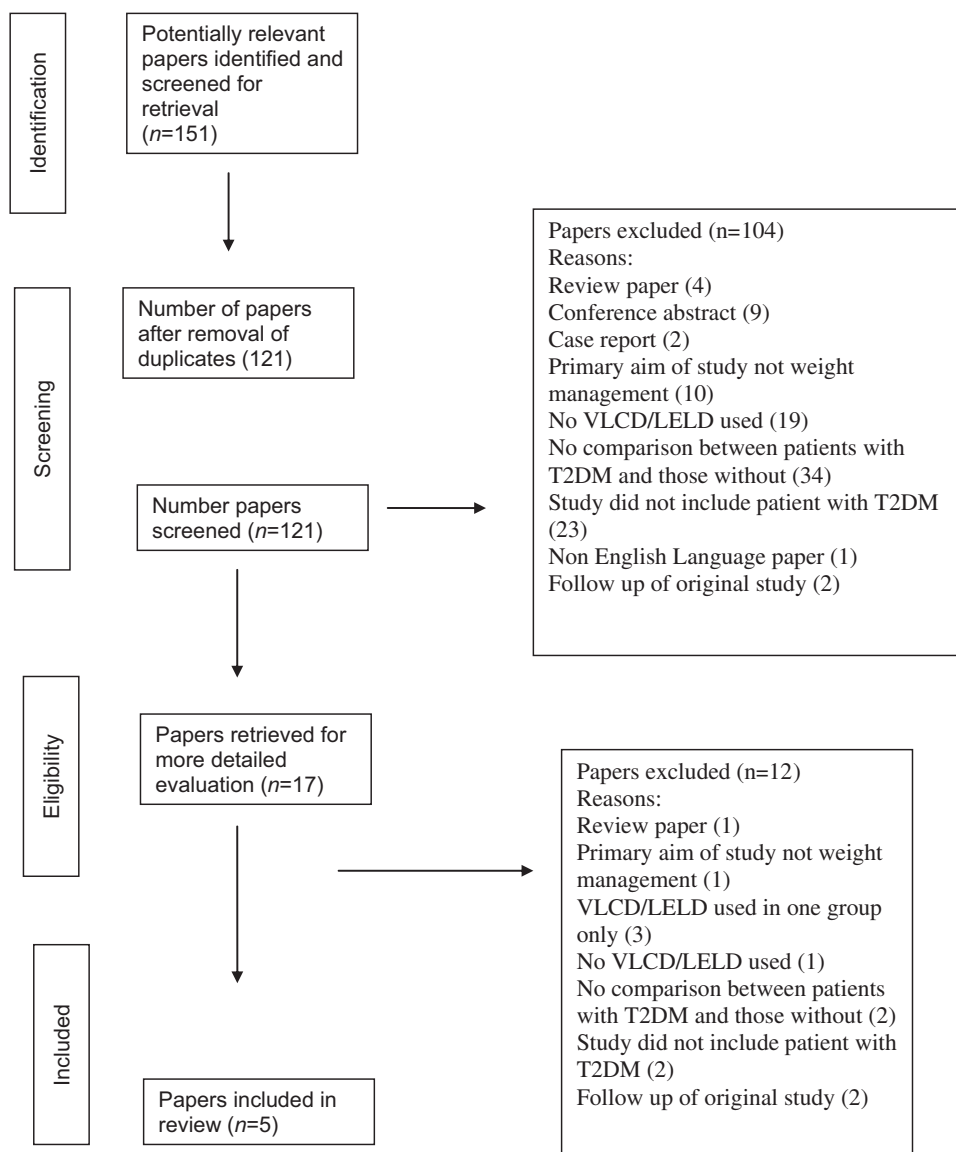 Identification
Potentially relevant
papers identified and
screened for
retrieval
(n=151)
Screening
Number of papers
after removal of
duplicates (121)
Number papers
screened (n=121)
Papers excluded (n=104)
Reasons:
Review paper (4)
Conference abstract (9)
Case report (2)
Primary aim of study not weight
management (10)
No VLCD/LELD used (19)
No comparison between patients with
T2DM and those without (34)
Study did not include patient with T2DM
(23)
Non English Language paper (1)
Follow up of original study (2)
Eligibility
Papers retrieved for
more detailed
evaluation (n=17)
Papers excluded (n=12)
Reasons:
Review paper (1)
Primary aim of study not weight
management (1)
VLCD/LELD used in one group
only (3)
No VLCD/LELD used (1)
No comparison between patients
with T2DM and those without (2)
Study did not include patient with
T2DM (2)
Follow up of original study (2)
Included
Papers included in
review (n=5)